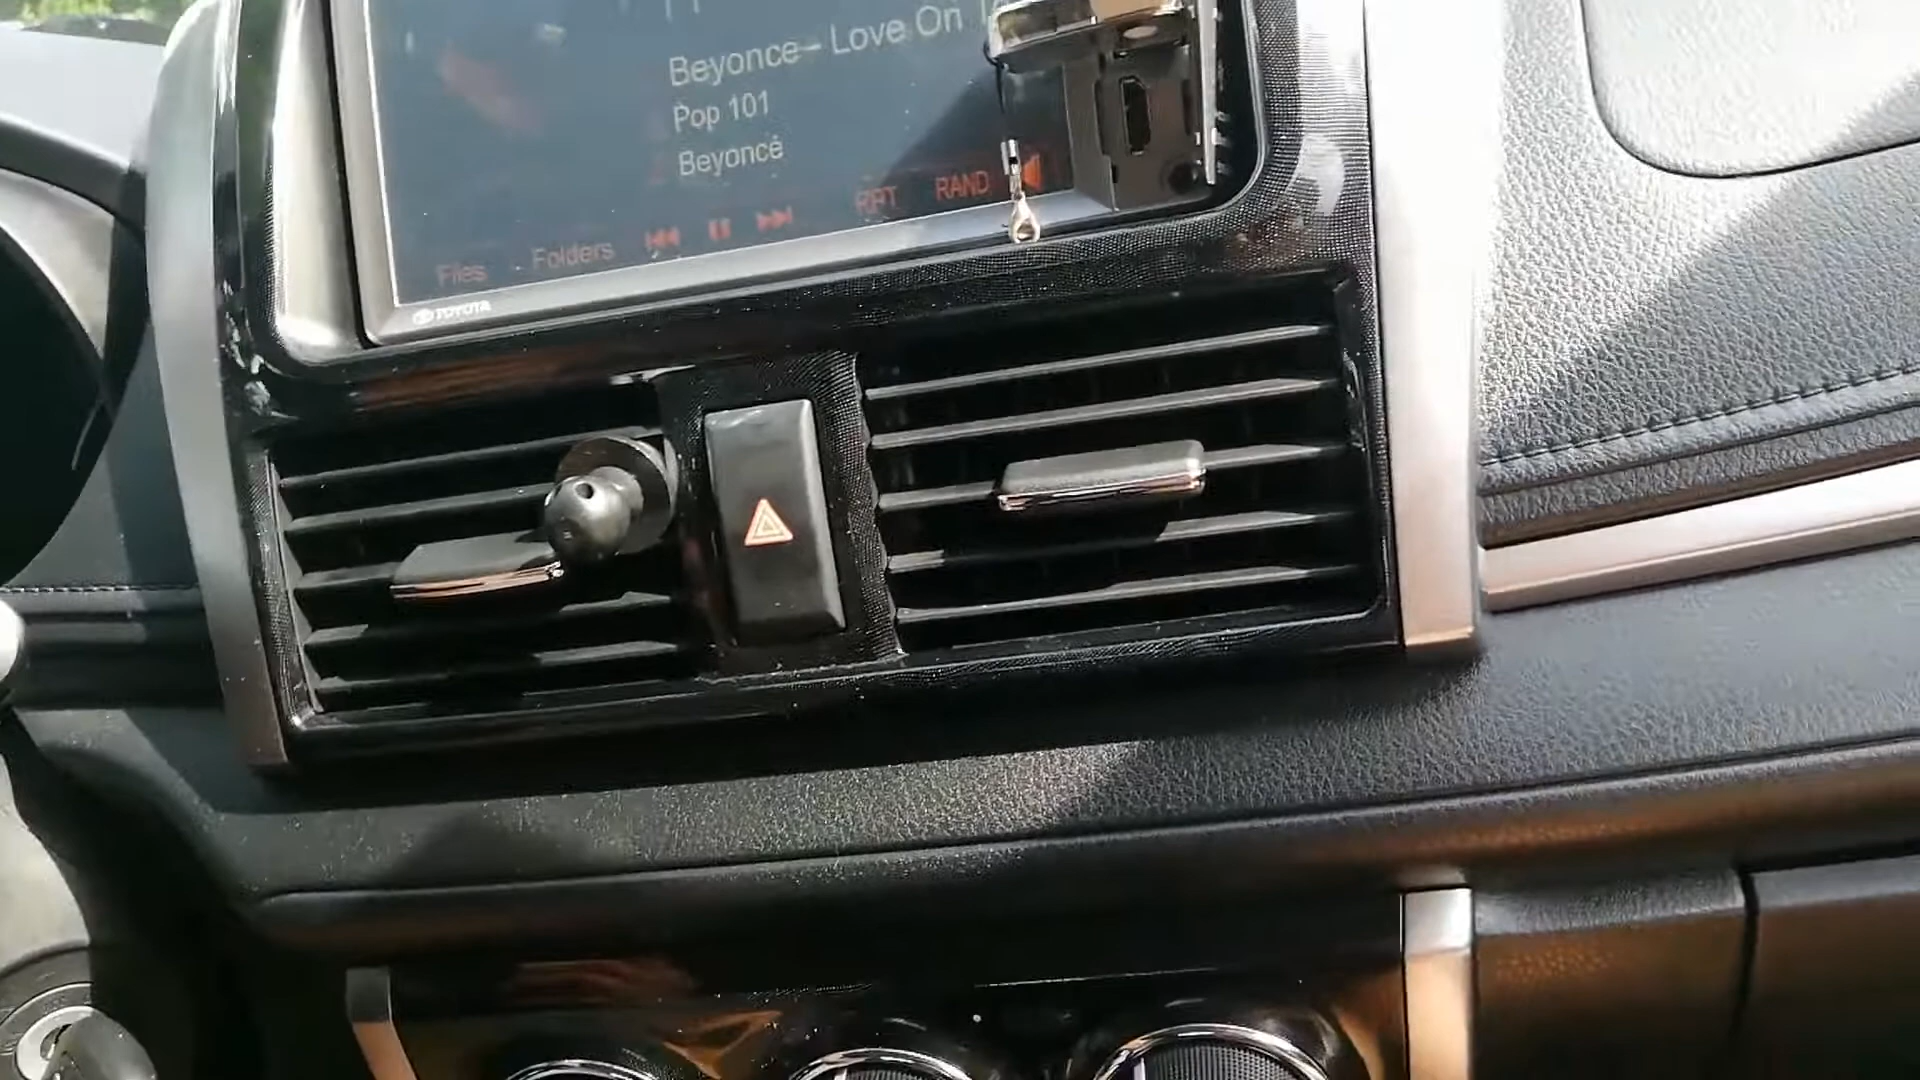 Beyonce– Love On
Pop 101
Beyoncé
RPT RAND
Files Folders
TOYOTA